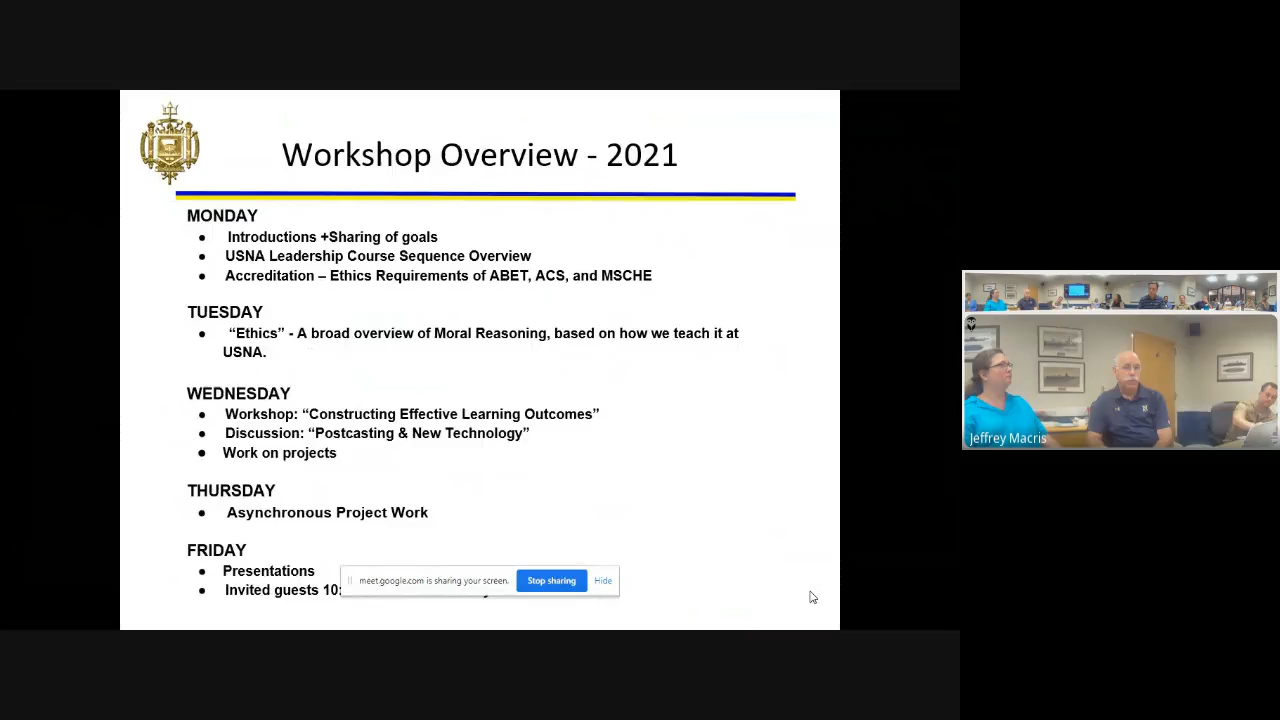 Workshop Overview - 2021
MONDAY
● Introductions +Sharing of goals
● USNA Leadership Course Sequence Overview
● Accreditation – Ethics Requirements of ABET, ACS, and MSCHE
TUESDAY
● “Ethics” - A broad overview of Moral Reasoning, based on how we teach it at
USNA.
WEDNESDAY
● Workshop: “Constructing Effective Learning Outcomes”
● Discussion: “Postcasting & New Technology”
● Work on projects
THURSDAY
● Asynchronous Project Work
FRIDAY
● Presentations
● Invited guests 10:
meet.google.com is sharing your screen.
Stop sharing
Hide
Jeffrey Macris